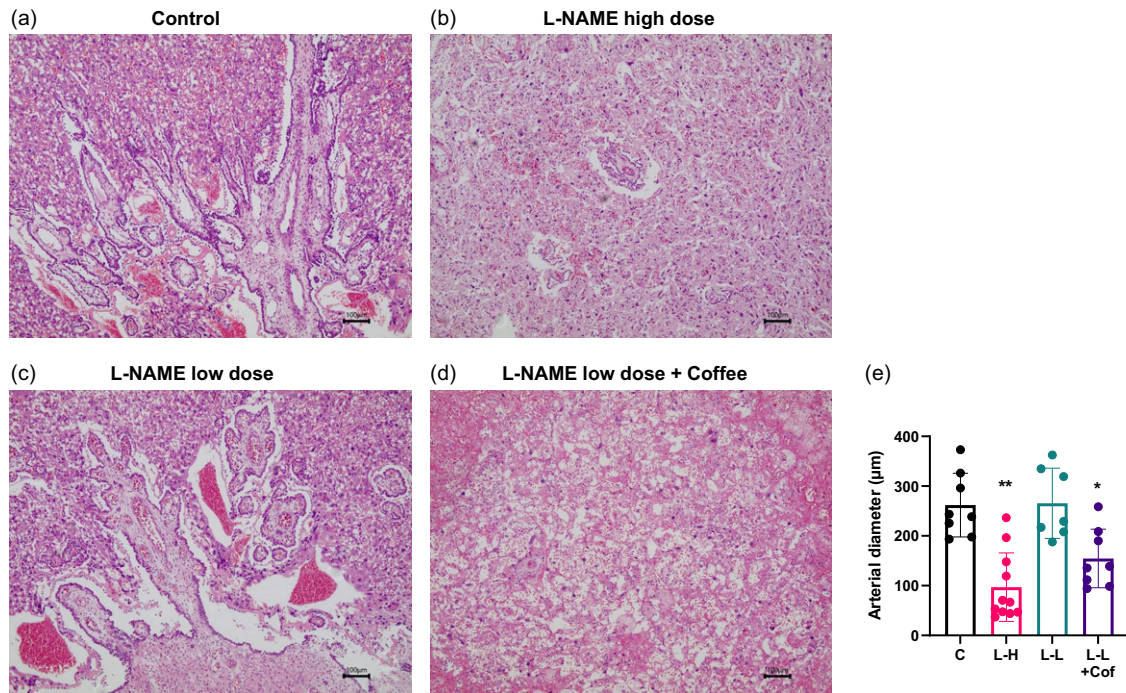 (a) Control
(b) L-NAME high dose
100μm
100μm
(c) L-NAME low dose
(d) L-NAME low dose + Coffee
(e)
100μm
100μm
Arterial diameter (μm)
400
300
200
100
0
**
*
C
L-H
L-L
L-L
+Cof